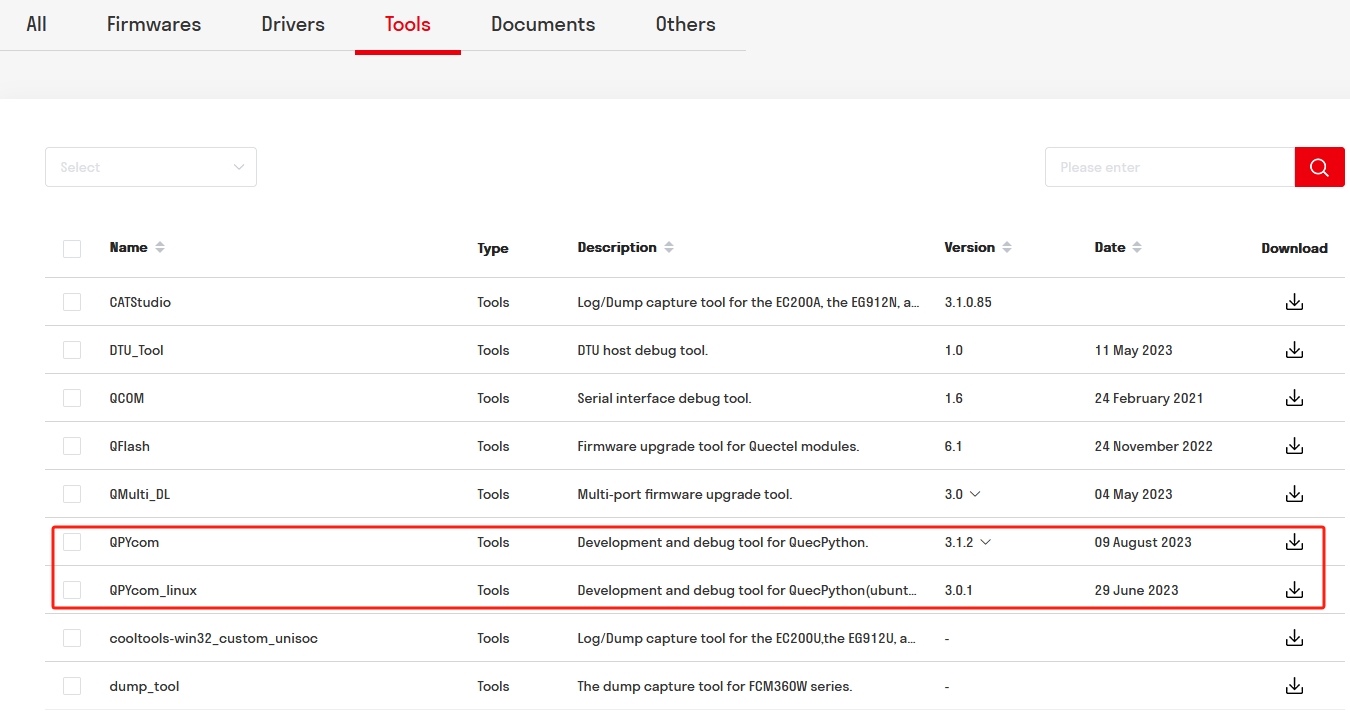 All Firmwares Drivers Tools Documents Others
Select Please enter
Name Type Description Version Date Download
CATStudio Tools Log/Dump capture tool for the EC200A, the EG912N, a... 3.1.0.85
DTU_Tool Tools DTU host debug tool. 1.0 11 May 2023
QCOM Tools Serial interface debug tool. 1.6 24 February 2021
QFlash Tools Firmware upgrade tool for Quectel modules. 6.1 24 November 2022
QMulti_DL Tools Multi-port firmware upgrade tool. 3.0 04 May 2023
QPYcom Tools Development and debug tool for QuecPython. 3.1.2 09 August 2023
QPYcom_linux Tools Development and debug tool for QuecPython(ubunt... 3.0.1 29 June 2023
cooltools-win32_custom_unisoc Tools Log/Dump capture tool for the EC200U,the EG912U, a... -
dump_tool Tools The dump capture tool for FCM360W series. -